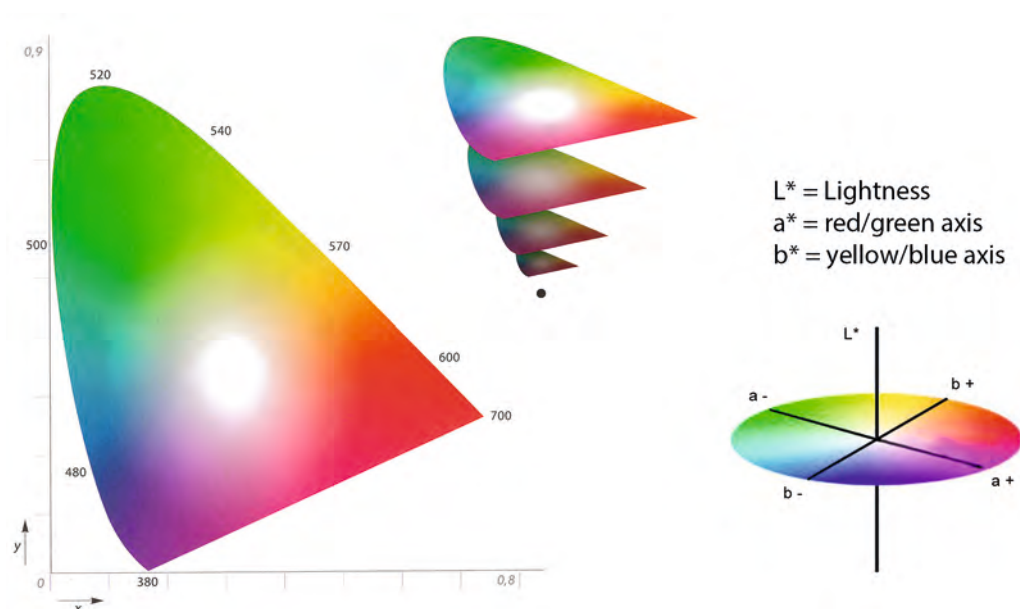 0,9
520
540
500
570
600
700
480
y
0
380
0,8
x
L* = Lightness
a* = red/green axis
b* = yellow/blue axis
L*
a -
b +
b -
a +